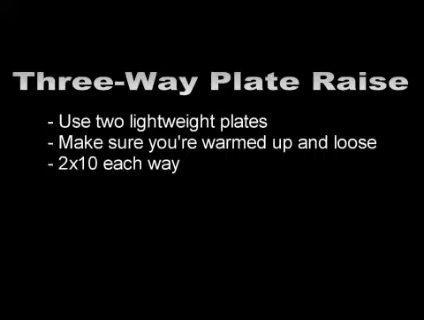 Three-Way Plate Raise
- Use two lightweight plates
- Make sure you're warmed up and loose
- 2x10 each way